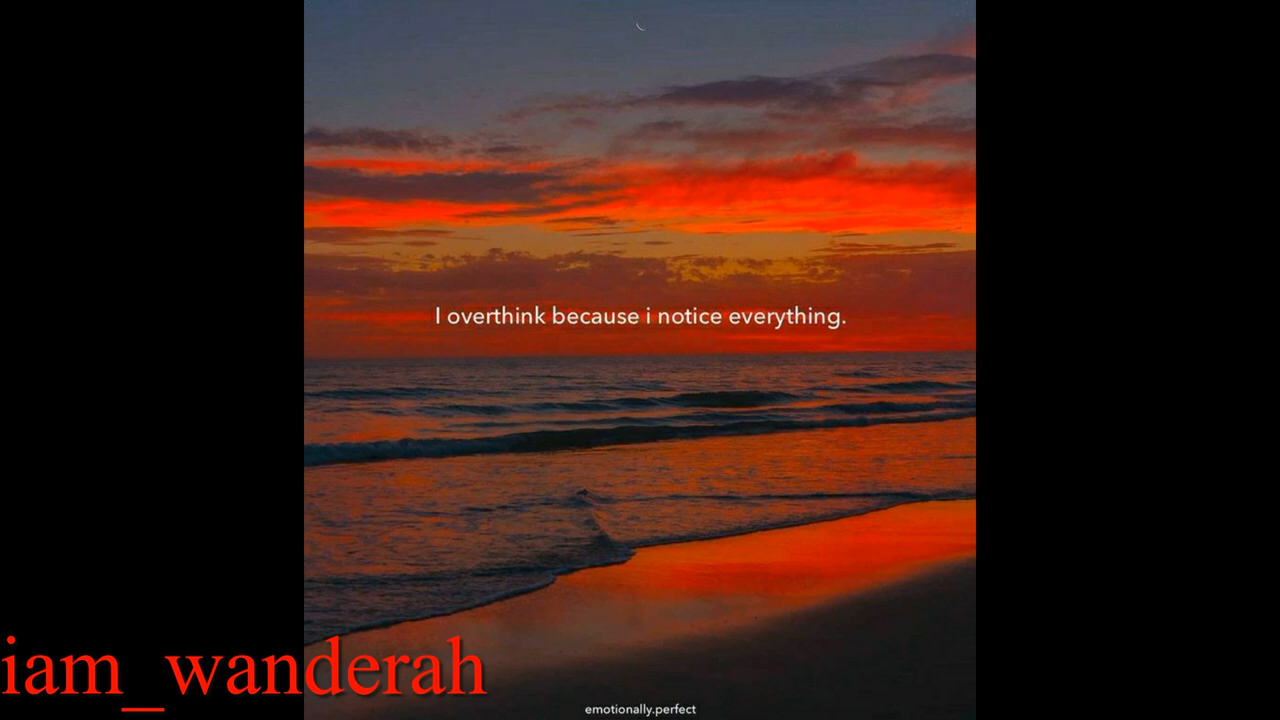 I overthink because i notice everything.
iam_wanderah
emotionally.perfect